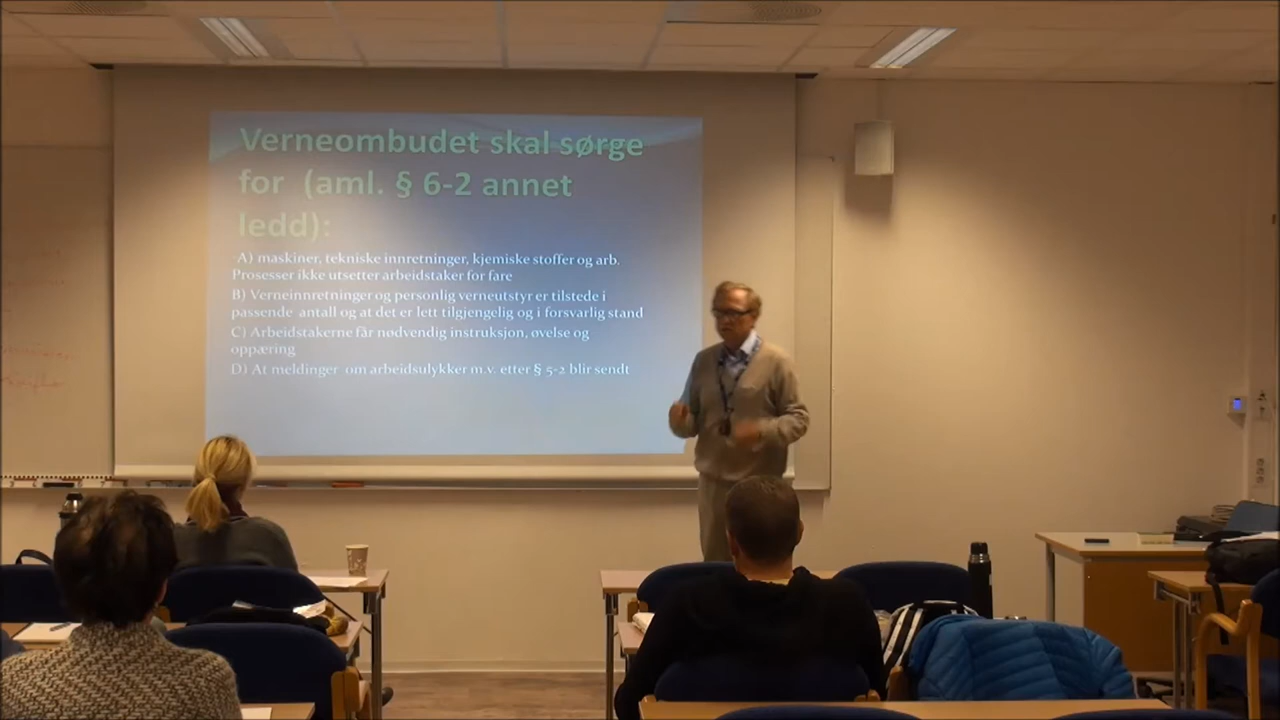 Verneombudet skal sørge
for (aml. § 6-2 annet
ledd):
A) maskiner, tekniske innretninger, kjemiske stoffer og arb.
Prosesser ikke utsetter arbeidstaker for fare
B) Verneinnretninger og personlig verneutstyr er tilstede i
passende antall og at det er lett tilgjengelig og i forsvarlig stand
C) Arbeidstakerne får nødvendig instruksjon, øvelse og
oppæring
D) At meldinger om arbeidsulykker m.v. etter § 5-2 blir sendt